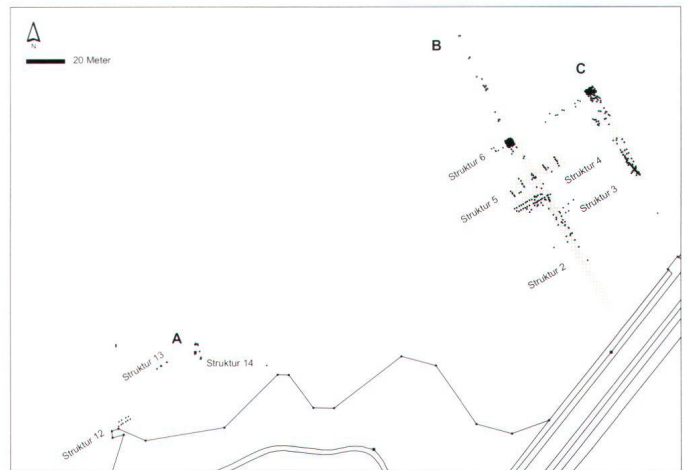 N
20 Meter
B
C
Struktur 6
Struktur 4
Struktur 5
Struktur 3
Struktur 2
A
Struktur 13
Struktur 14
Struktur 12